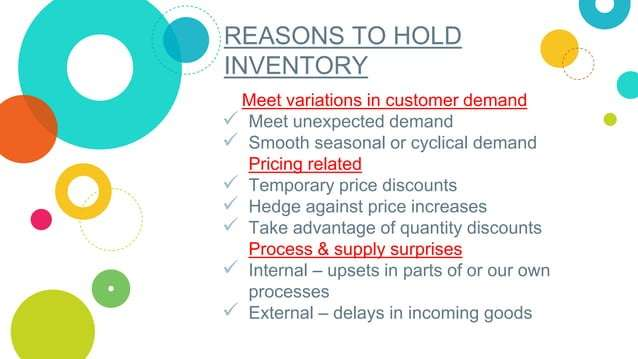 REASONS TO HOLD
INVENTORY
Meet variations in customer demand
✓ Meet unexpected demand
✓ Smooth seasonal or cyclical demand
Pricing related
✓ Temporary price discounts
✓ Hedge against price increases
✓ Take advantage of quantity discounts
Process & supply surprises
✓ Internal – upsets in parts of or our own
processes
✓ External – delays in incoming goods